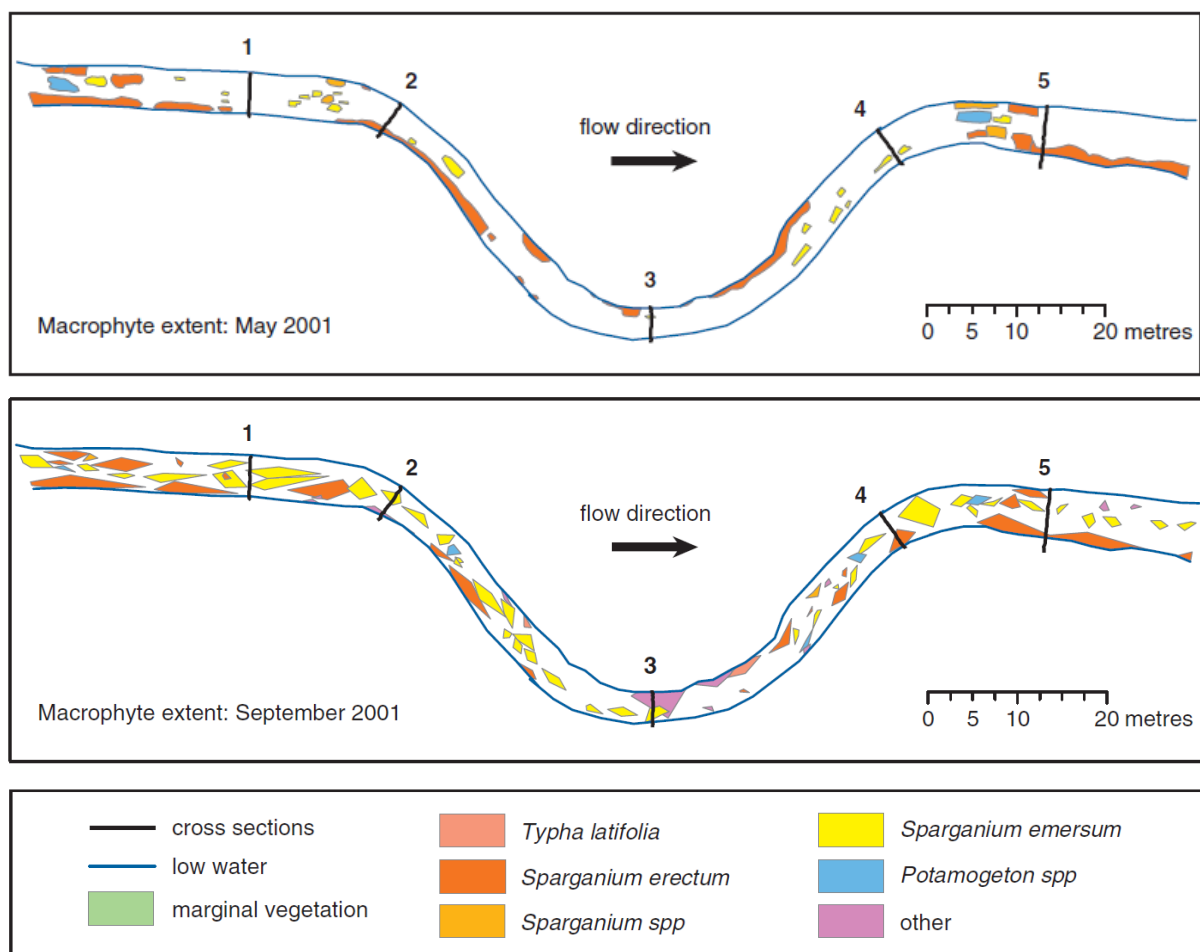 1
2
3
4
5
flow direction
Macrophyte extent: May 2001
0 5 10 20 metres
1
2
3
4
5
flow direction
Macrophyte extent: September 2001
0 5 10 20 metres
cross sections
low water
marginal vegetation
Typha latifolia
Sparganium erectum
Sparganium spp
Sparganium emersum
Potamogeton spp
other